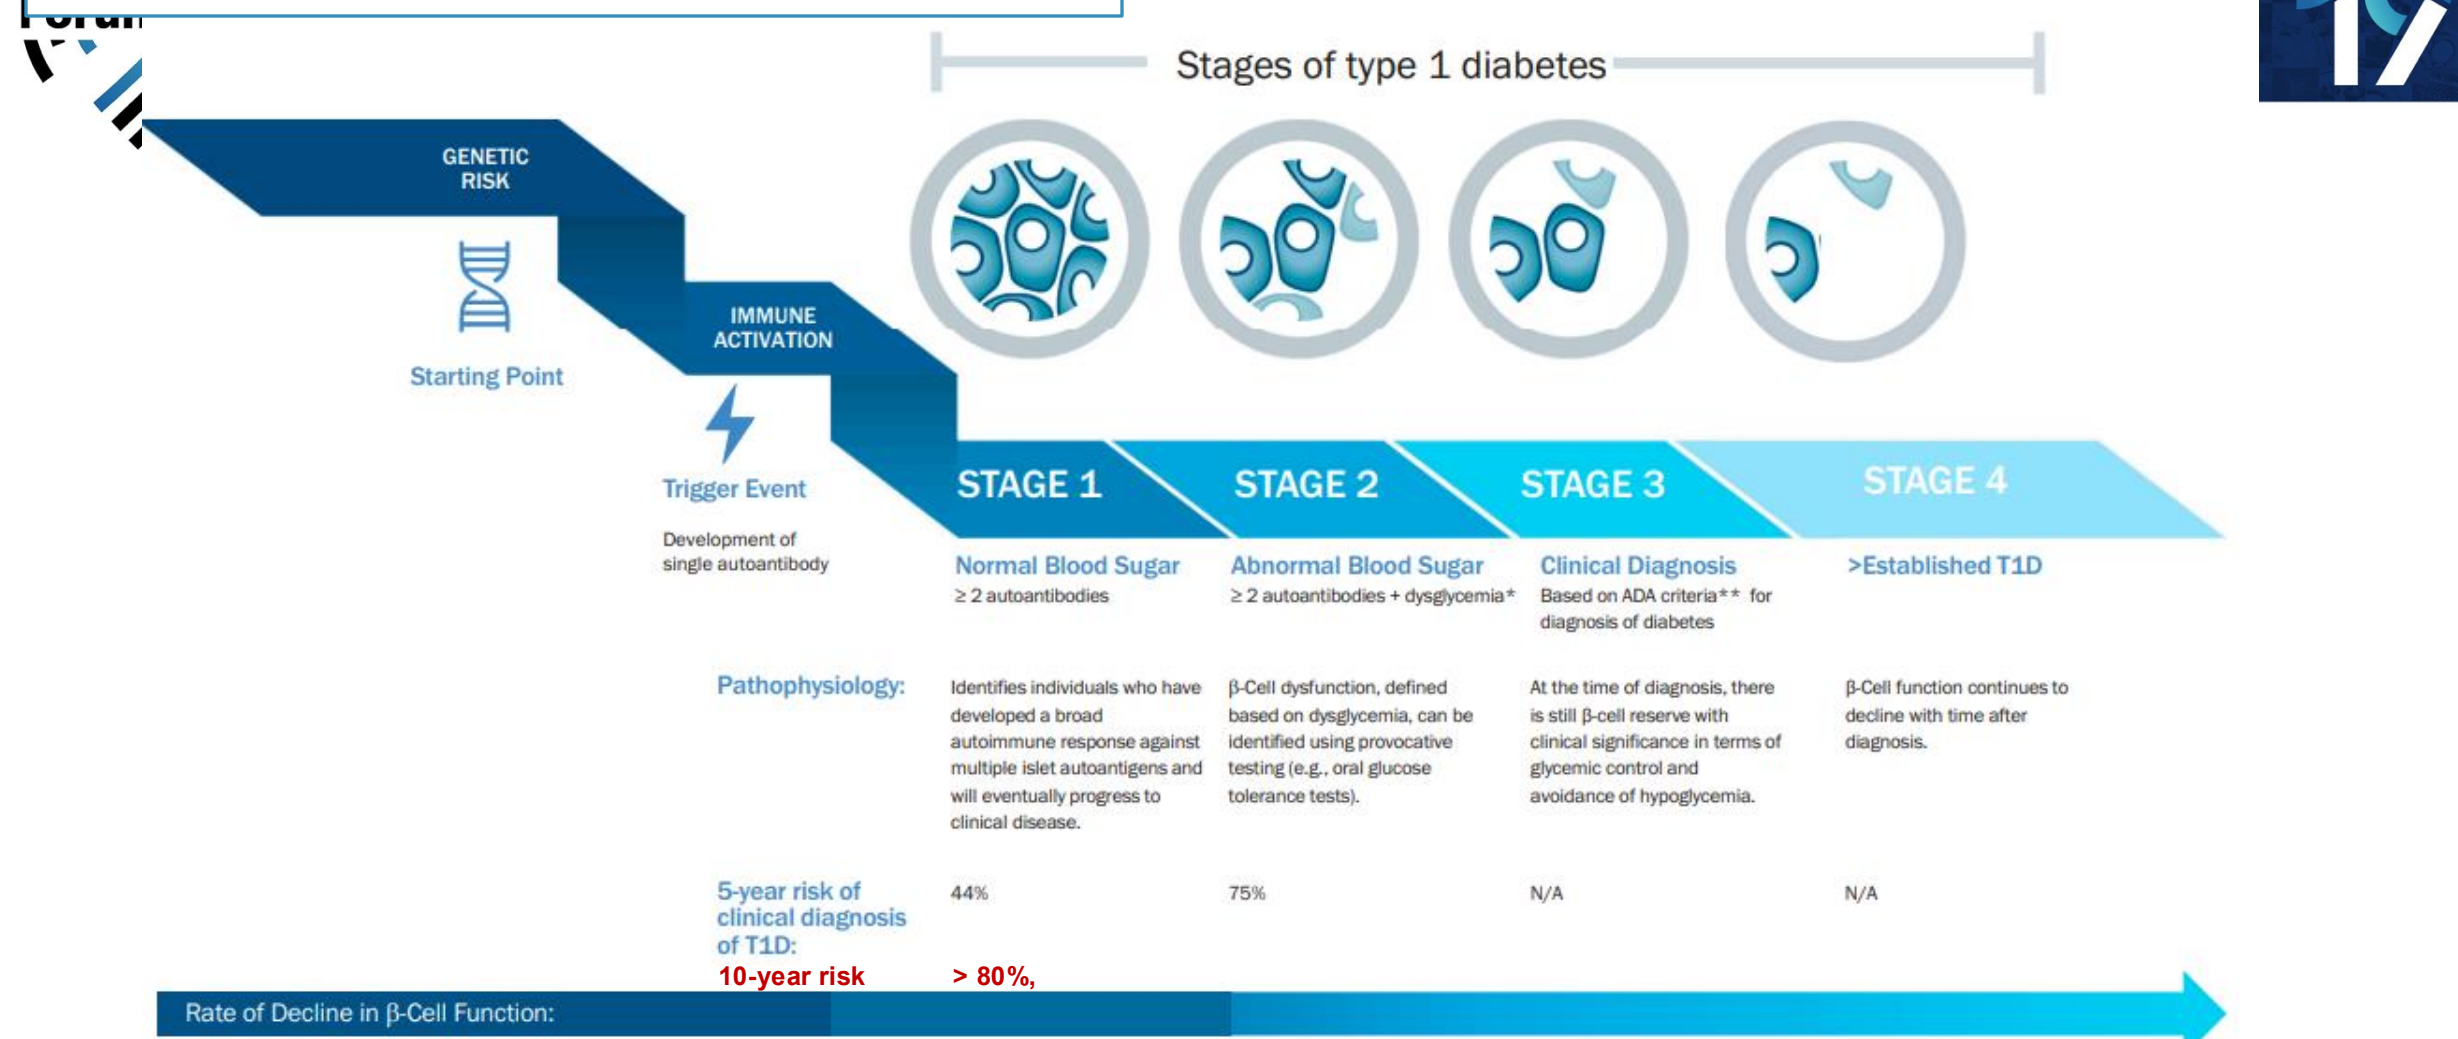 Stages of type 1 diabetes
17
GENETIC
RISK
Starting Point
IMMUNE
ACTIVATION
Trigger Event
Development of
single autoantibody
STAGE 1
STAGE 2
STAGE 3
STAGE 4
Normal Blood Sugar
≥ 2 autoantibodies
Abnormal Blood Sugar
≥ 2 autoantibodies + dysglycemia*
Clinical Diagnosis
Based on ADA criteria** for
diagnosis of diabetes
>Established T1D
Pathophysiology:
Identifies individuals who have
developed a broad
autoimmune response against
multiple islet autoantigens and
will eventually progress to
clinical disease.
β-Cell dysfunction, defined
based on dysglycemia, can be
identified using provocative
testing (e.g., oral glucose
tolerance tests).
At the time of diagnosis, there
is still β-cell reserve with
clinical significance in terms of
glycemic control and
avoidance of hypoglycemia.
β-Cell function continues to
decline with time after
diagnosis.
5-year risk of
clinical diagnosis
of T1D:
44%
75%
N/A
N/A
10-year risk
> 80%,
Rate of Decline in β-Cell Function: